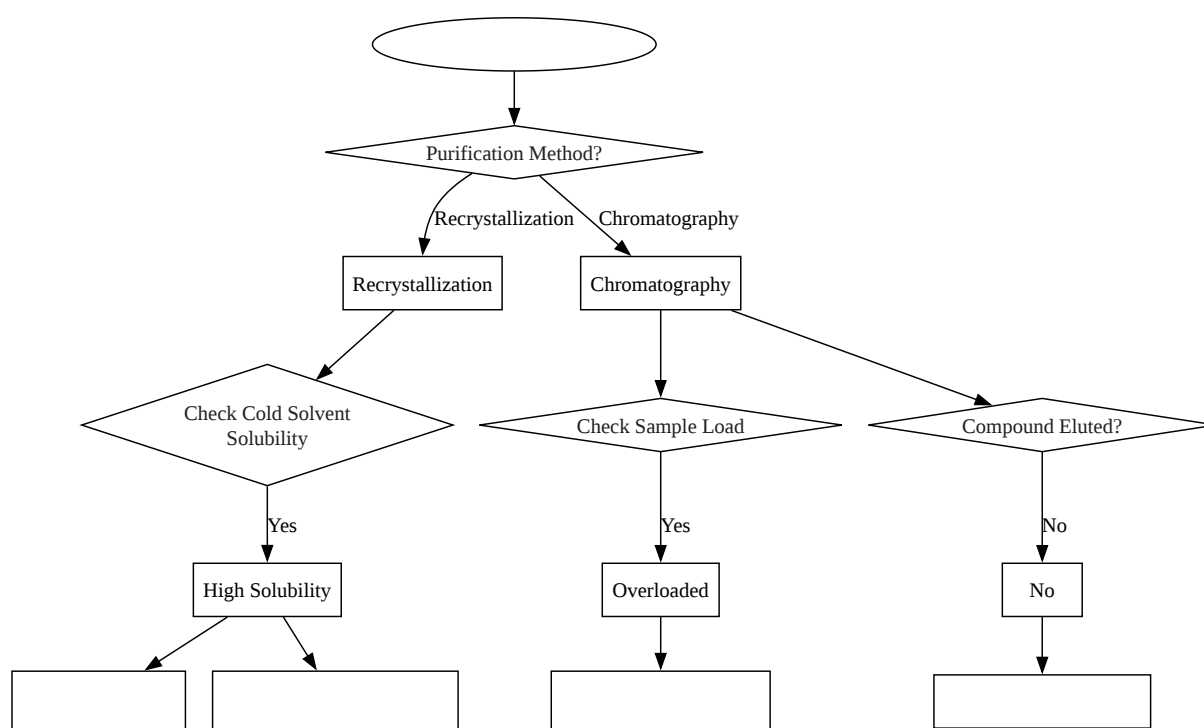 Purification Method?
Recrystallization
Chromatography
Recrystallization
Chromatography
Check Cold Solvent
Solubility
Check Sample Load
Compound Eluted?
Yes
Yes
No
High Solubility
Overloaded
No